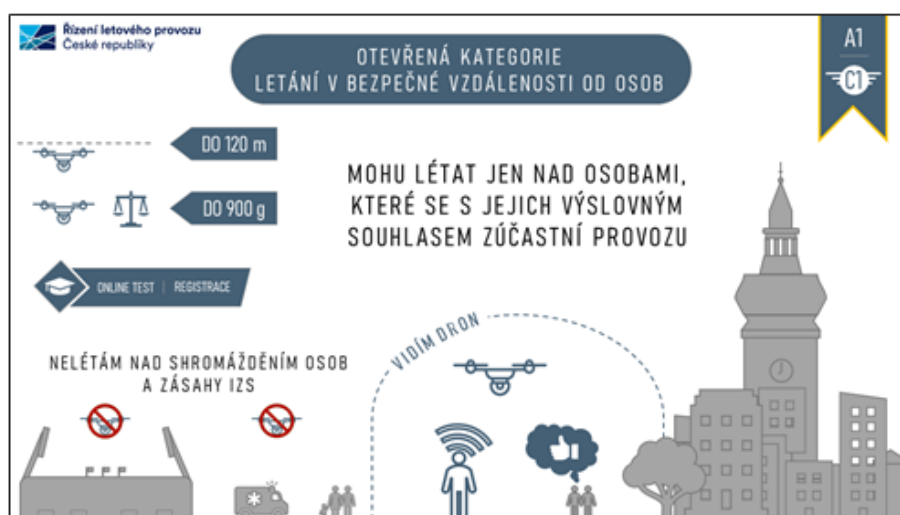 Řízení letového provozu
České republiky
OTEVŘENÁ KATEGORIE
LETÁNÍ V BEZPEČNÉ VZDÁLENOSTI OD OSOB
A1
C1
DO 120 m
DO 900 g
MOHU LÉTAT JEN NAD OSOBAMI,
KTERÉ SE S JEJICH VÝSLOVNÝM
SOUHLASEM ZÚČASTNÍ PROVOZU
ONLINE TEST | REGISTRACE
VIDÍM DRON
NELÉTÁM NAD SHROMÁŽDĚNÍM OSOB
A ZÁSAHY IZS